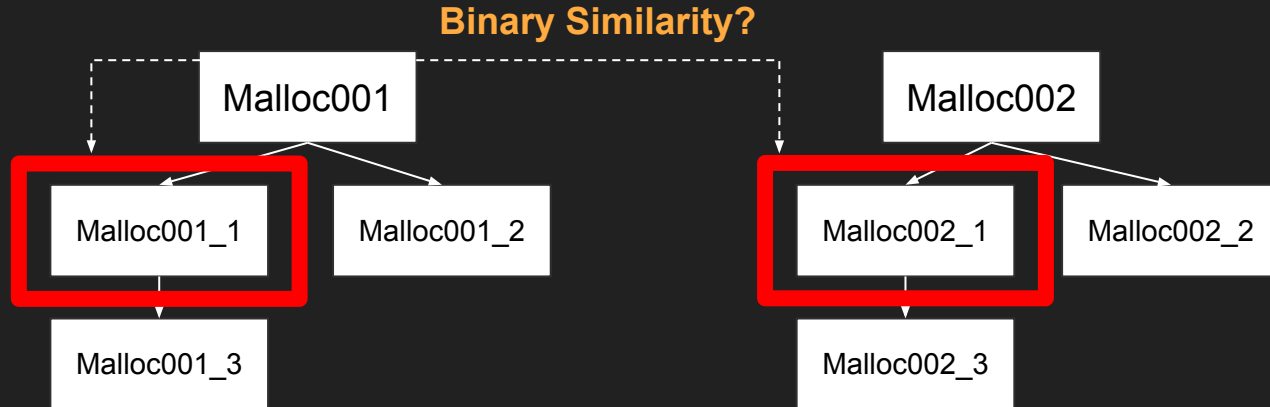 Binary Similarity?
Malloc001
Malloc002
Malloc001_1
Malloc001_2
Malloc002_1
Malloc002_2
Malloc001_3
Malloc002_3